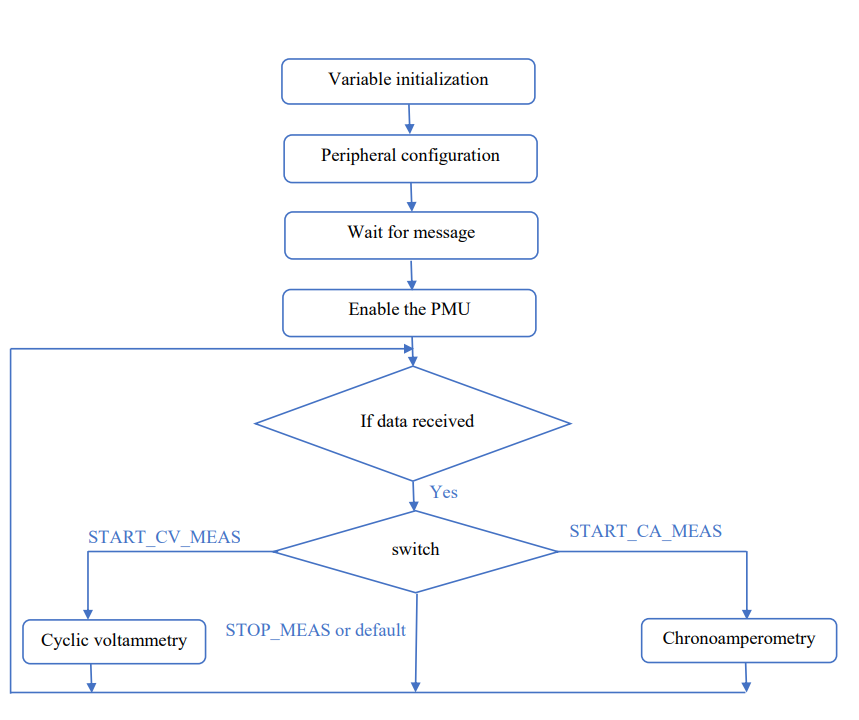 Variable initialization
Peripheral configuration
Wait for message
Enable the PMU
If data received
Yes
START_CV_MEAS
START_CA_MEAS
switch
STOP_MEAS or default
Cyclic voltammetry
Chronoamperometry